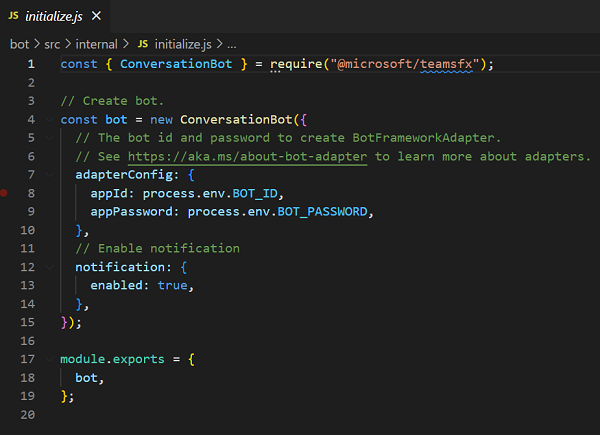 JS initialize.js ×
bot > src > internal > JS initialize.js > ...
1 const { ConversationBot } = require("@microsoft/teamsfx");
2
3 // Create bot.
4 const bot = new ConversationBot({
5 // The bot id and password to create BotFrameworkAdapter.
6 // See https://aka.ms/about-bot-adapter to learn more about adapters.
7 adapterConfig: {
8 appId: process.env.BOT_ID,
9 appPassword: process.env.BOT_PASSWORD,
10 },
11 // Enable notification
12 notification: {
13 enabled: true,
14 },
15 });
16
17 module.exports = {
18 bot,
19 };
20